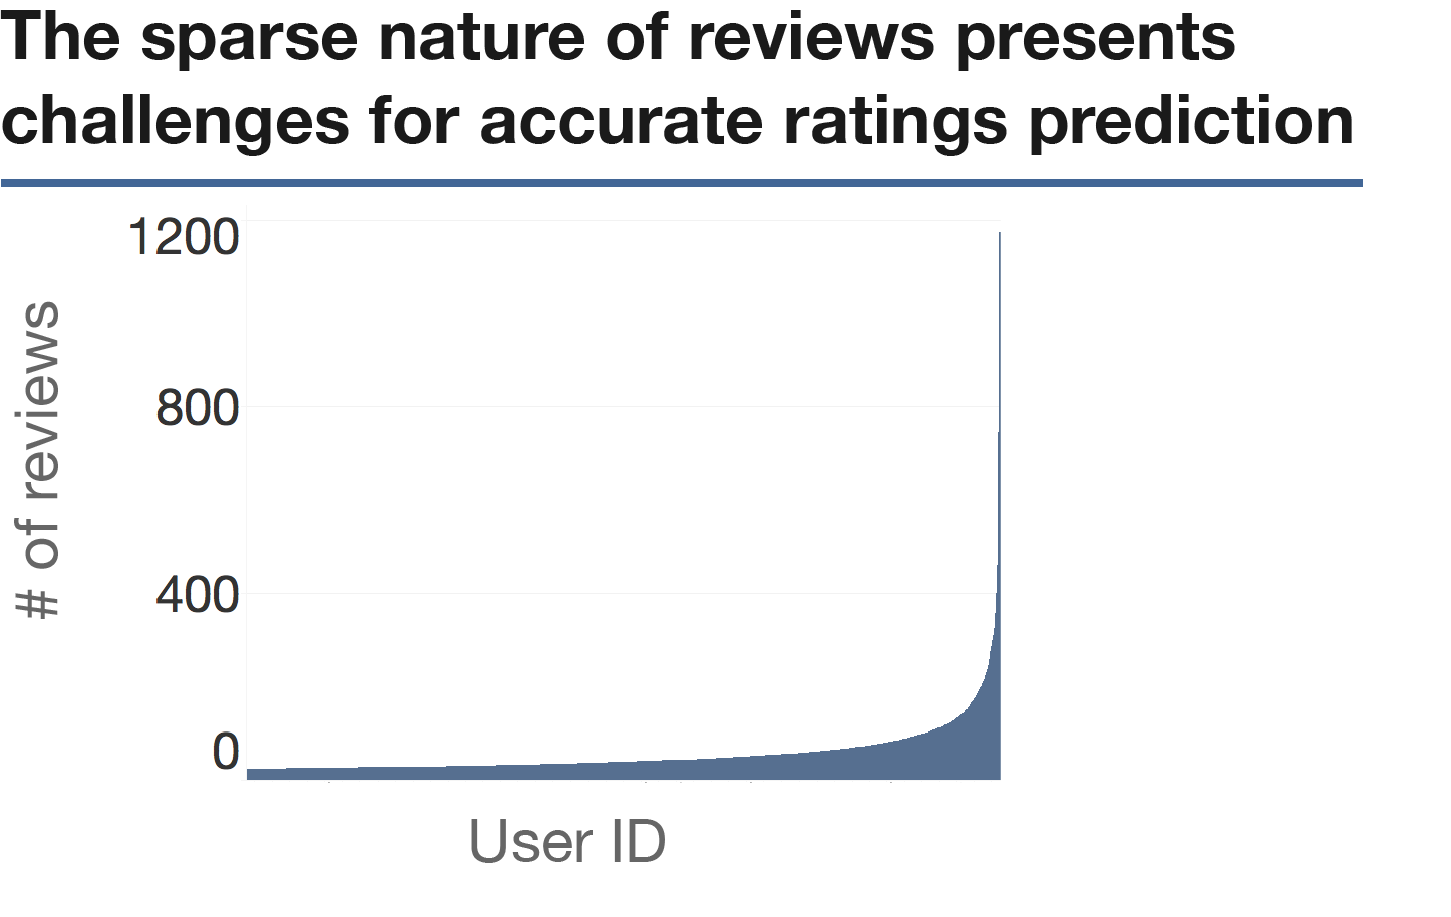 The sparse nature of reviews presents
challenges for accurate ratings prediction
1200
800
400
0
# of reviews
User ID